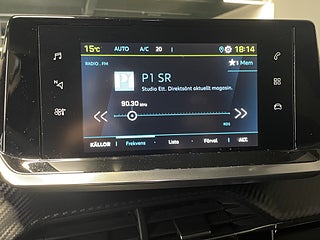 15°C AUTO A/C 20 18:14
RADIO . FM 1 Mem
P1 SR
Studio Ett. Direktsänt aktuellt magasin.
90.30 MHz
RDS
KÄLLOR Frekvens Lista Förval